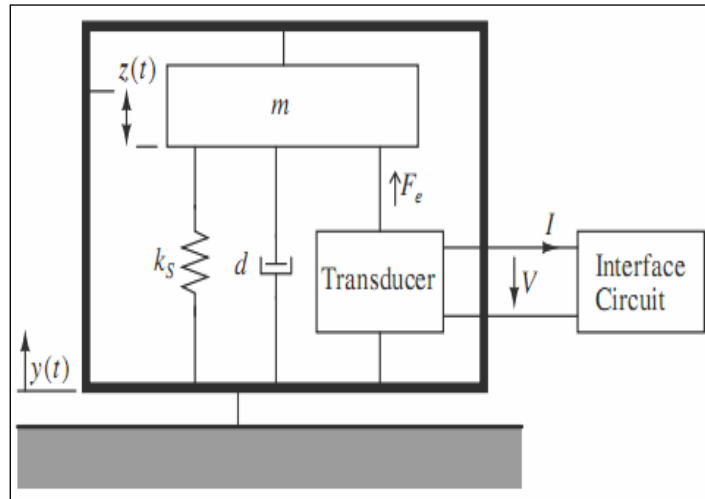 z(t)
m
F_e
k_S
d
Transducer
I
V
Interface
Circuit
y(t)